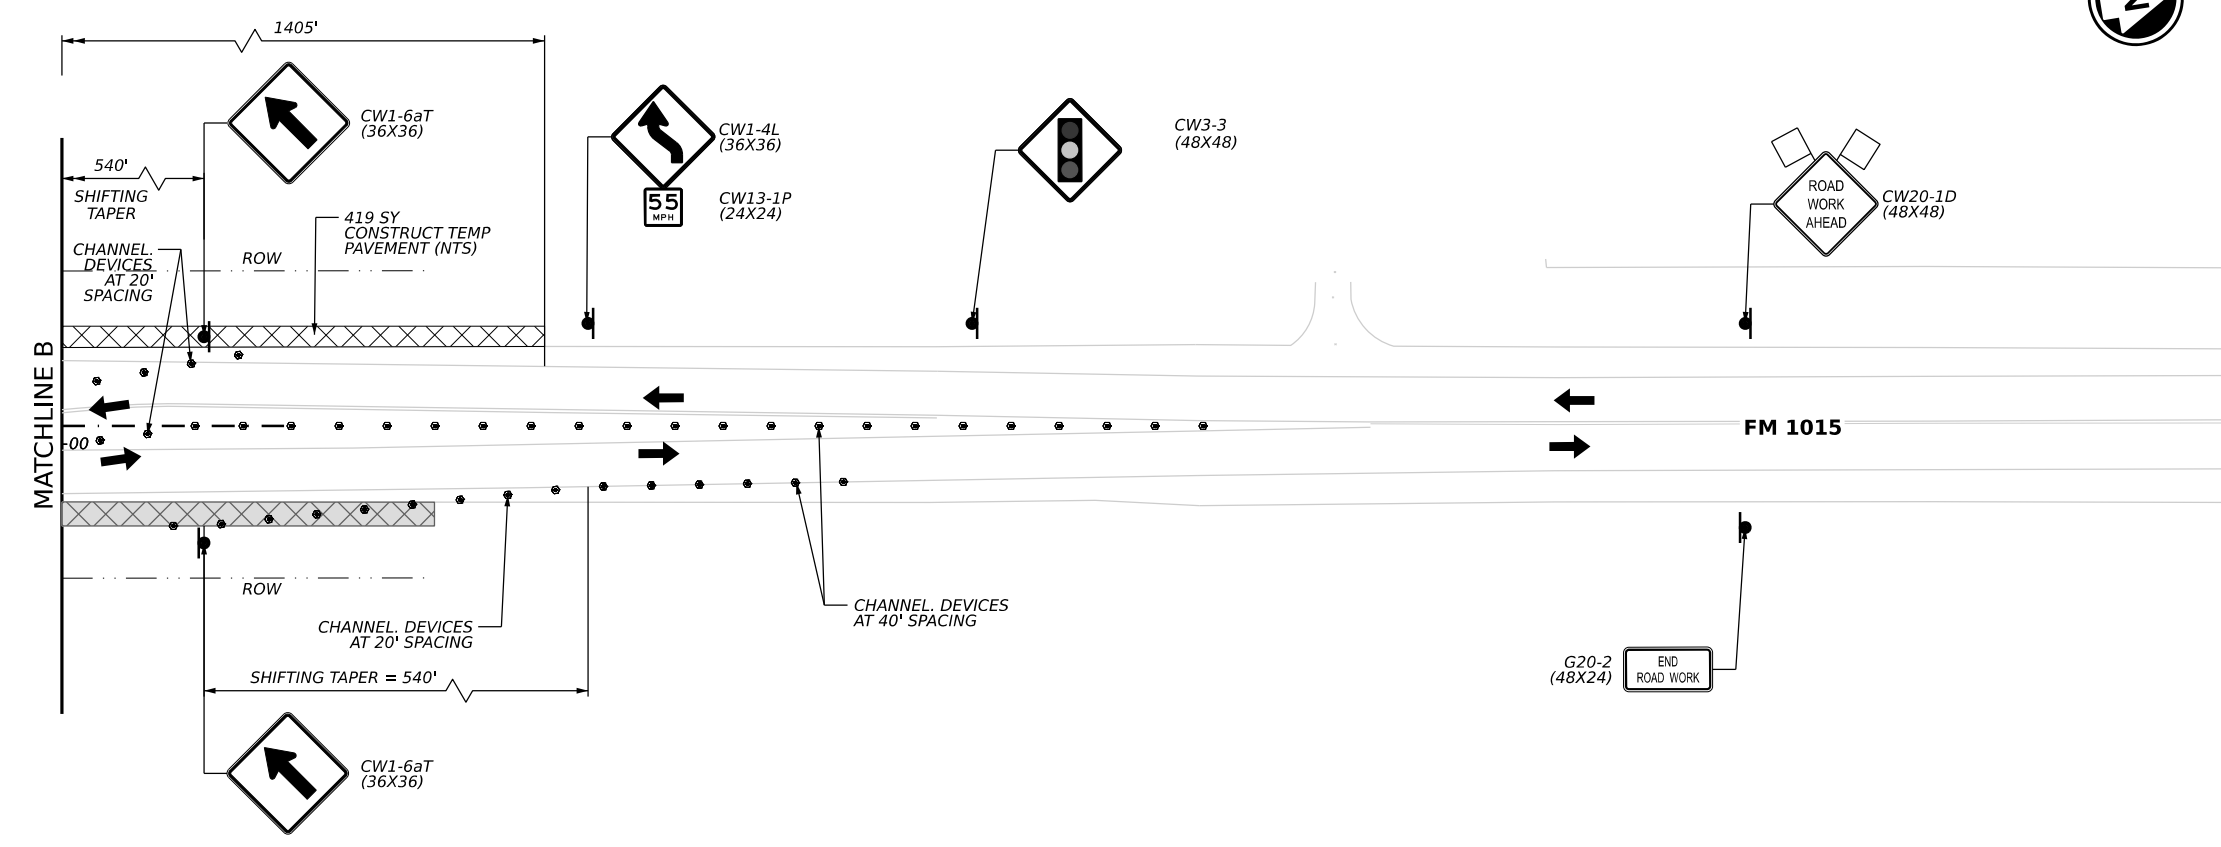 1405'
CW1-6aT
(36X36)
540'
SHIFTING
TAPER
CHANNEL.
DEVICES
AT 20'
SPACING
419 SY
CONSTRUCT TEMP
PAVEMENT (NTS)
ROW
CW1-4L
(36X36)
55
MPH
CW13-1P
(24X24)
CW3-3
(48X48)
ROAD
WORK
AHEAD
CW20-1D
(48X48)
N
MATCHLINE B
-00
FM 1015
ROW
CHANNEL. DEVICES
AT 20' SPACING
CHANNEL. DEVICES
AT 40' SPACING
SHIFTING TAPER = 540'
G20-2
(48X24)
END
ROAD WORK
CW1-6aT
(36X36)